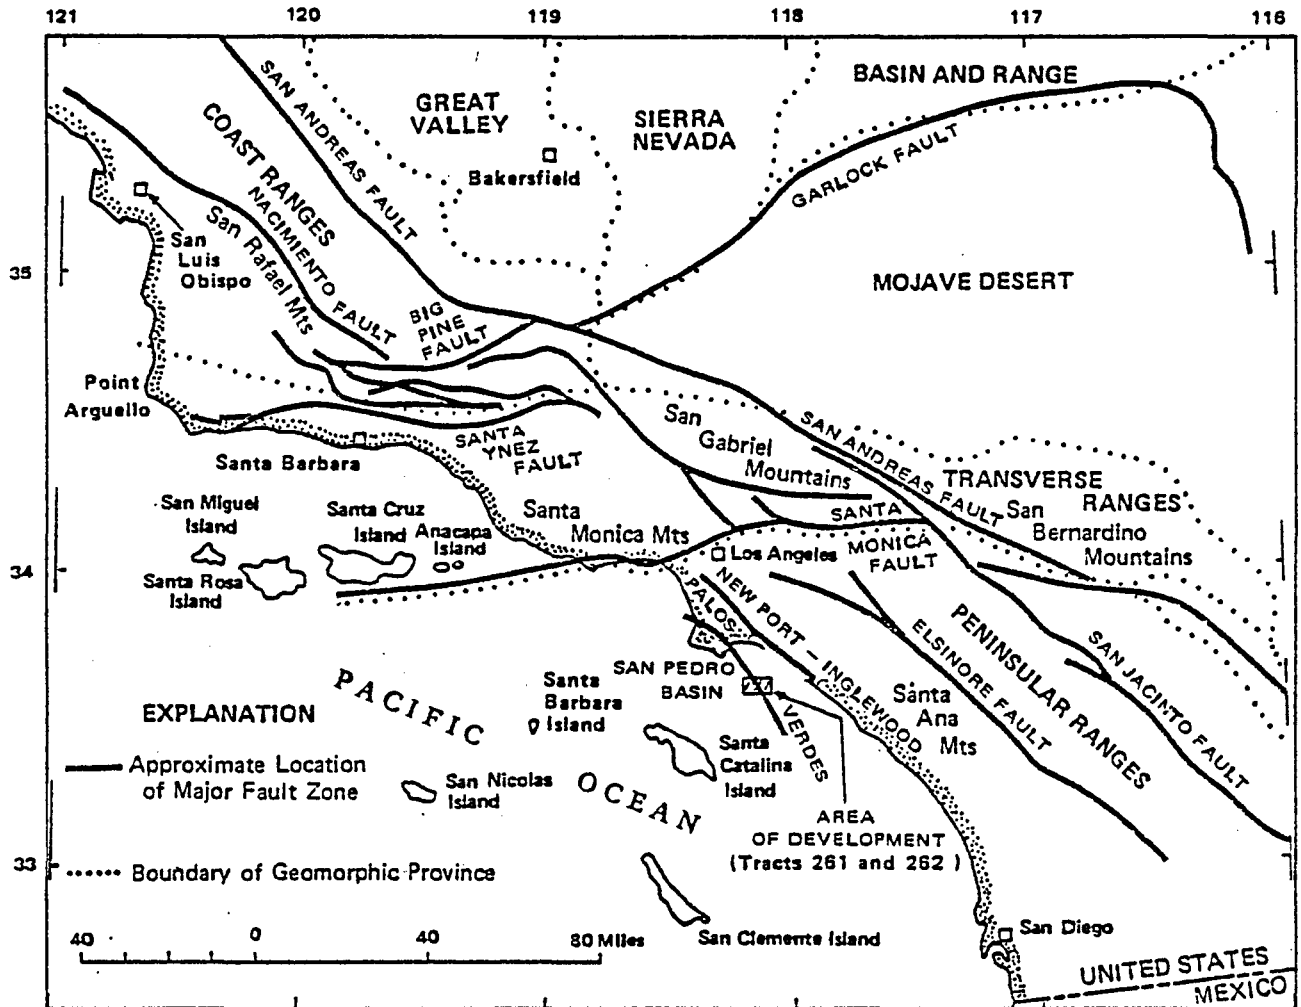 121
120
119
118
117
116
35
34
33
BASIN AND RANGE
GREAT
VALLEY
SIERRA
NEVADA
SAN ANDREAS FAULT
COAST RANGES
NACIMIENTO FAULT
San Rafael Mts
Bakersfield
GARLOCK FAULT
San
Luis
Obispo
MOJAVE DESERT
BIG
PINE
FAULT
Point
Arguello
Santa Barbara
SANTA
YNEZ
FAULT
San
Gabriel
Mountains
SAN ANDREAS FAULT
TRANSVERSE
RANGES
San
Bernardino
Mountains
San Miguel
Island
Santa Cruz
Island
Anacapa
Island
Santa
Monica Mts
SANTA
MONICA
FAULT
Los Angeles
Santa Rosa
Island
NEW PORT – INGLEWOOD
PALOS
VERDES
SAN PEDRO
BASIN
ELSINORE FAULT
PENINSULAR RANGES
SAN JACINTO FAULT
Santa
Ana
Mts
PACIFIC
OCEAN
Santa
Barbara
Island
Santa
Catalina
Island
San Nicolas
Island
AREA
OF DEVELOPMENT
(Tracts 261 and 262)
San Clemente Island
San Diego
UNITED STATES
MEXICO
EXPLANATION
Approximate Location
of Major Fault Zone
Boundary of Geomorphic Province
40 0 40 80 Miles